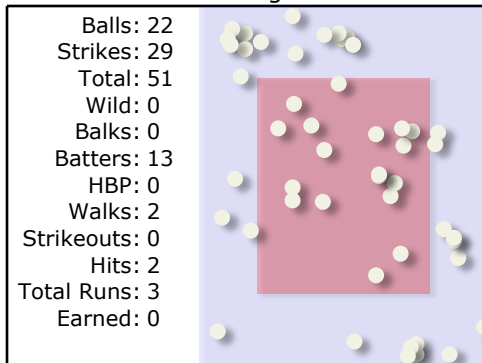 Balls: 22
Strikes: 29
Total: 51
Wild: 0
Balks: 0
Batters: 13
HBP: 0
Walks: 2
Strikeouts: 0
Hits: 2
Total Runs: 3
Earned: 0